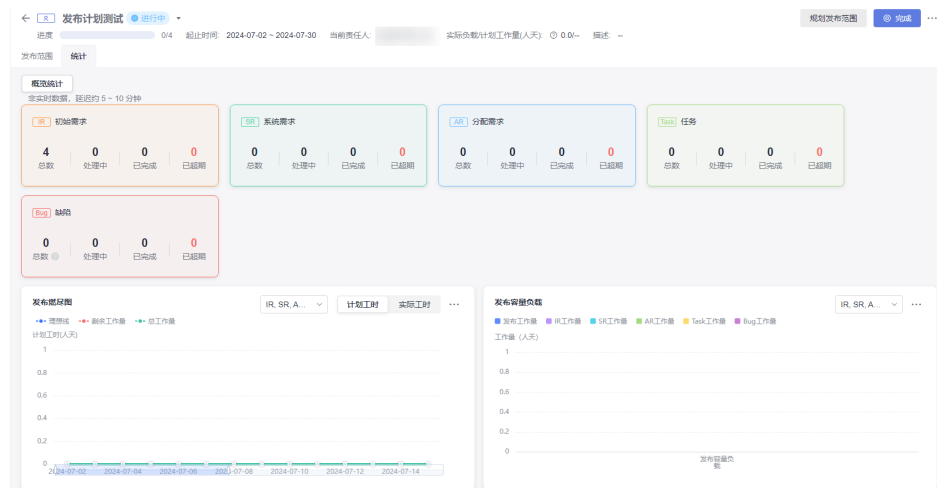 ← R 发布计划测试 进行中
规划发布范围 完成 ...
进度 0/4 起止时间: 2024-07-02 ~ 2024-07-30 当前责任人: 实际负载/计划工作量(人天): 0.0/-- 描述: --
发布范围 统计
概览统计
非实时数据，延迟约 5 ~ 10 分钟
IR 初始需求
4 0 0 0
总数 处理中 已完成 已超期
SR 系统需求
0 0 0 0
总数 处理中 已完成 已超期
AR 分配需求
0 0 0 0
总数 处理中 已完成 已超期
Task 任务
0 0 0 0
总数 处理中 已完成 已超期
Bug 缺陷
0 0 0 0
总数 处理中 已完成 已超期
发布燃尽图 IR, SR, A... 计划工时 实际工时 ...
理想线 剩余工作量 总工作量
计划工时(人天)
1
0.8
0.6
0.4
0.2
0
2024-07-02 2024-07-04 2024-07-06 2024-07-08 2024-07-10 2024-07-12 2024-07-14
发布容量负载 IR, SR, A... ...
发布工作量 IR工作量 SR工作量 AR工作量 Task工作量 Bug工作量
工作量 (人天)
1
0.8
0.6
0.4
0.2
0
发布容量负
载